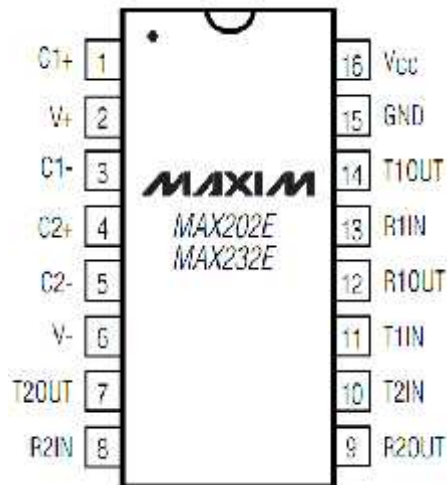 C1+ 1 16 VCC
V+ 2 15 GND
C1- 3 14 T1OUT
MAXIM
C2+ 4 MAX202E 13 R1IN
MAX232E
C2- 5 12 R1OUT
V- 6 11 T1IN
T2OUT 7 10 T2IN
R2IN 8 9 R2OUT